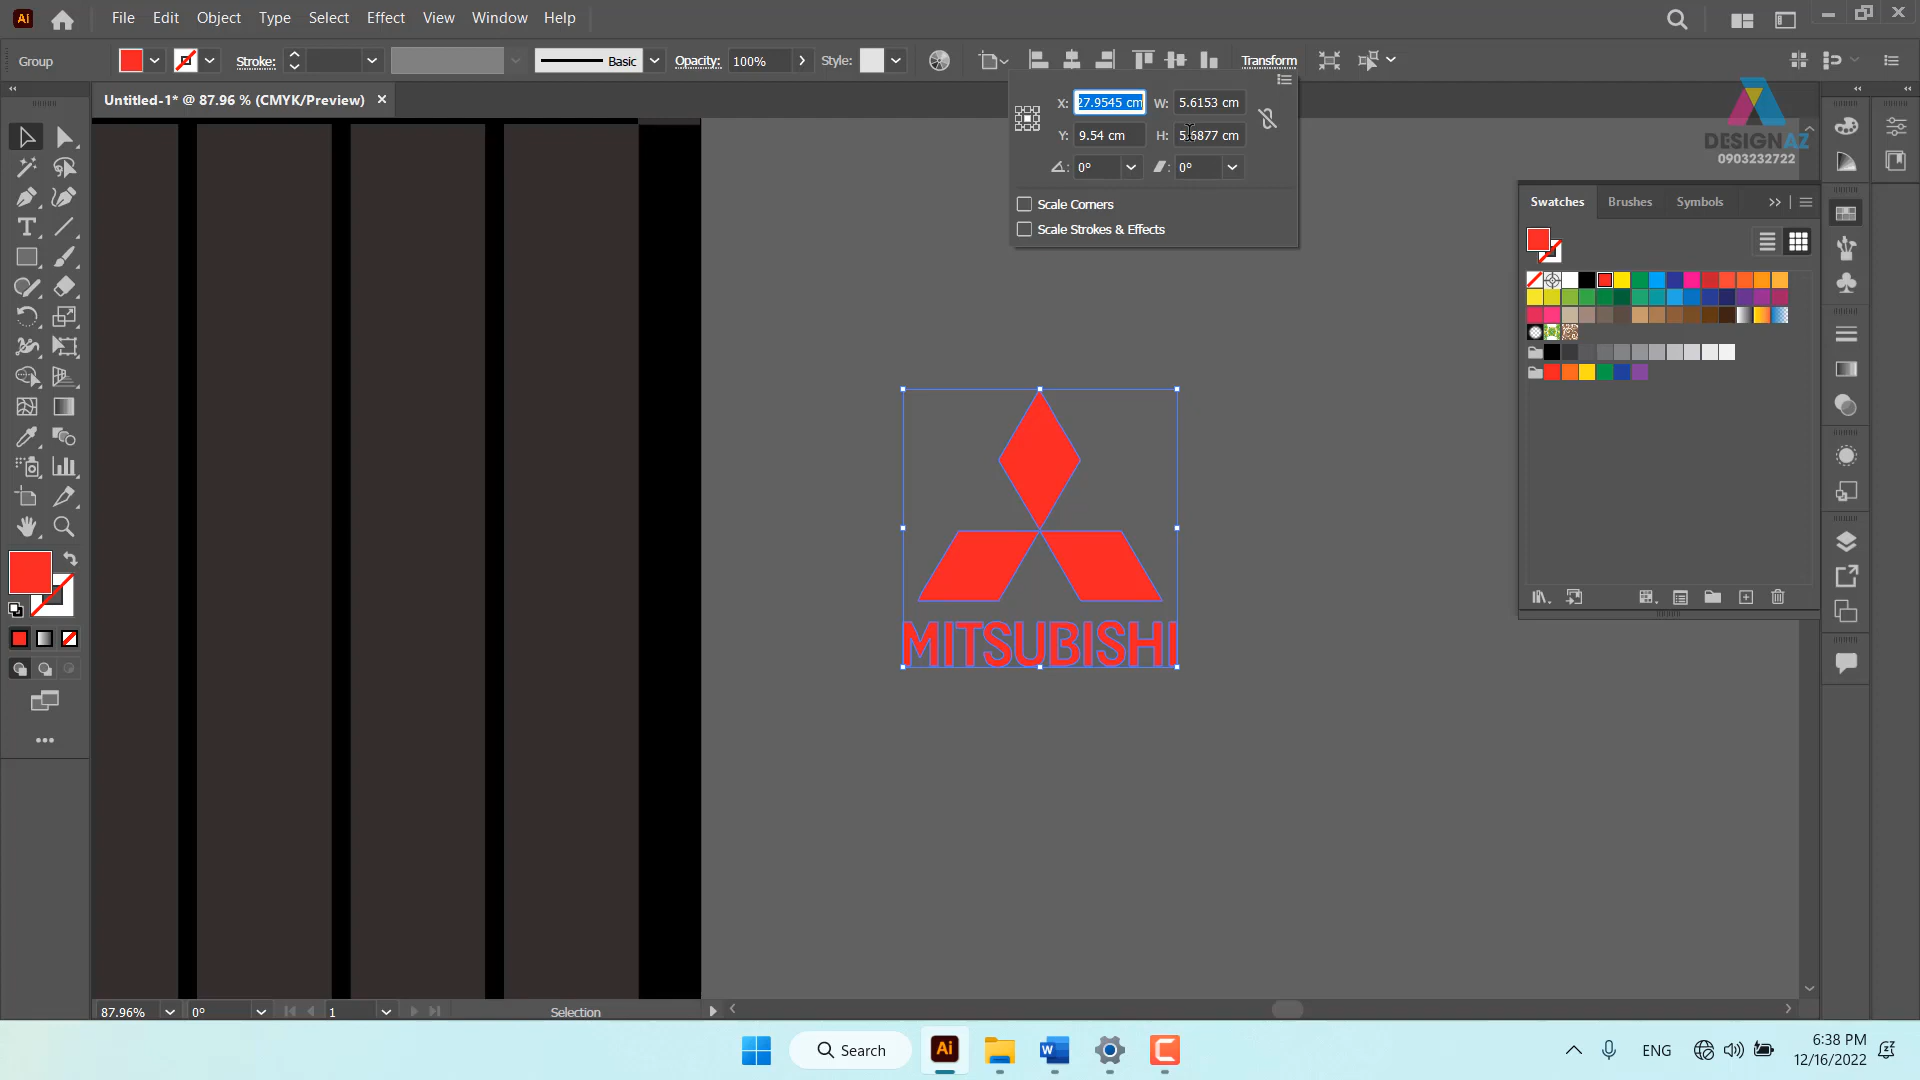 Ai File Edit Object Type Select Effect View Window Help
Group Stroke: Basic Opacity: 100% Style: Transform
Untitled-1* @ 87.96 % (CMYK/Preview)
X: 27.9545 cm W: 5.6153 cm
Y: 9.54 cm H: 5.6877 cm
0° 0°
Scale Corners
Scale Strokes & Effects
DESIGNAZ
0903232722
Swatches Brushes Symbols
MITSUBISHI
87.96% 0° 1 Selection
Search
Ai
W
C
ENG
6:38 PM
12/16/2022